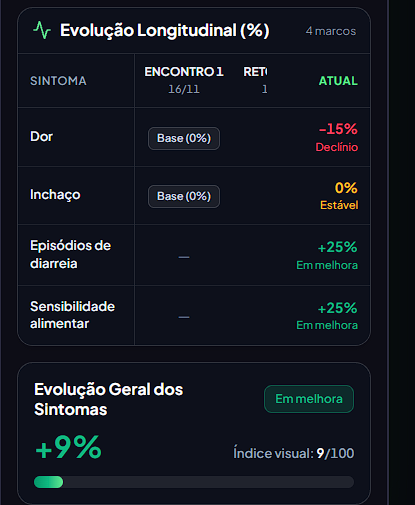 Evolução Longitudinal (%) 4 marcos
SINTOMA ENCONTRO 1 ATUAL
16/11
Dor Base (0%) -15%
Declínio
Inchaço Base (0%) 0%
Estável
Episódios de diarreia — +25%
Em melhora
Sensibilidade alimentar — +25%
Em melhora
Evolução Geral dos
Sintomas
Em melhora
+9% Índice visual: 9/100